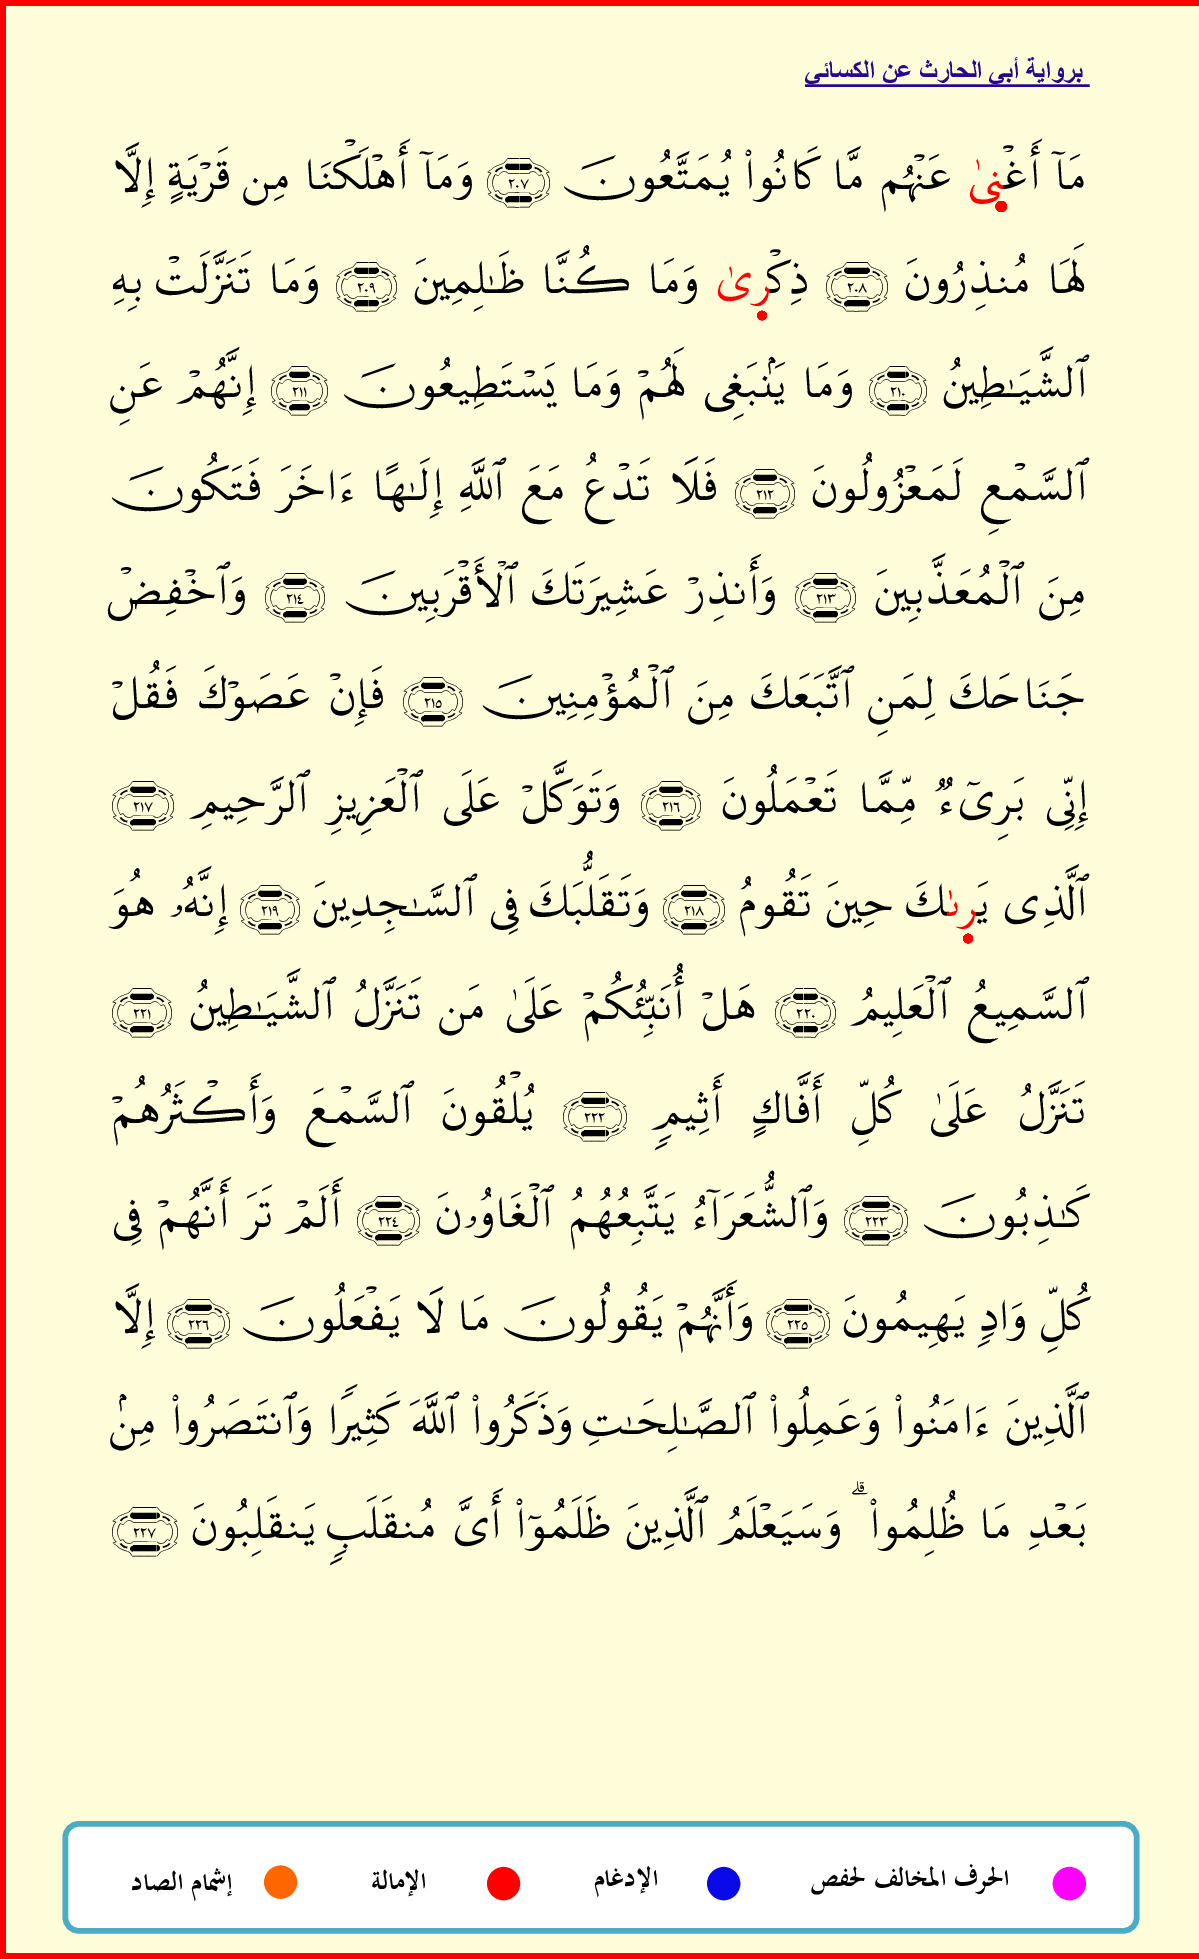 برواية أبي الحارث عن الكسائي
مَآ أَغْنِىٰ عَنْهُم مَّا كَانُوا۟ يُمَتَّعُونَ ٢٠٧ وَمَآ أَهْلَكْنَا مِن قَرْيَةٍ إِلَّا
لَهَا مُنذِرُونَ ٢٠٨ ذِكْرِىٰ وَمَا كُنَّا ظَـٰلِمِينَ ٢٠٩ وَمَا تَنَزَّلَتْ بِهِ
ٱلشَّيَـٰطِينُ ٢١٠ وَمَا يَنۢبَغِى لَهُمْ وَمَا يَسْتَطِيعُونَ ٢١١ إِنَّهُمْ عَنِ
ٱلسَّمْعِ لَمَعْزُولُونَ ٢١٢ فَلَا تَدْعُ مَعَ ٱللَّهِ إِلَـٰهًا ءَاخَرَ فَتَكُونَ
مِنَ ٱلْمُعَذَّبِينَ ٢١٣ وَأَنذِرْ عَشِيرَتَكَ ٱلْأَقْرَبِينَ ٢١٤ وَٱخْفِضْ
جَنَاحَكَ لِمَنِ ٱتَّبَعَكَ مِنَ ٱلْمُؤْمِنِينَ ٢١٥ فَإِنْ عَصَوْكَ فَقُلْ
إِنِّى بَرِىٓءٌ مِّمَّا تَعْمَلُونَ ٢١٦ وَتَوَكَّلْ عَلَى ٱلْعَزِيزِ ٱلرَّحِيمِ ٢١٧
ٱلَّذِى يَرِىٰكَ حِينَ تَقُومُ ٢١٨ وَتَقَلُّبَكَ فِى ٱلسَّـٰجِدِينَ ٢١٩ إِنَّهُۥ هُوَ
ٱلسَّمِيعُ ٱلْعَلِيمُ ٢٢٠ هَلْ أُنَبِّئُكُمْ عَلَىٰ مَن تَنَزَّلُ ٱلشَّيَـٰطِينُ ٢٢١
تَنَزَّلُ عَلَىٰ كُلِّ أَفَّاكٍ أَثِيمٍ ٢٢٢ يُلْقُونَ ٱلسَّمْعَ وَأَكْثَرُهُمْ
كَـٰذِبُونَ ٢٢٣ وَٱلشُّعَرَآءُ يَتَّبِعُهُمُ ٱلْغَاوُۥنَ ٢٢٤ أَلَمْ تَرَ أَنَّهُمْ فِى
كُلِّ وَادٍ يَهِيمُونَ ٢٢٥ وَأَنَّهُمْ يَقُولُونَ مَا لَا يَفْعَلُونَ ٢٢٦ إِلَّا
ٱلَّذِينَ ءَامَنُوا۟ وَعَمِلُوا۟ ٱلصَّـٰلِحَـٰتِ وَذَكَرُوا۟ ٱللَّهَ كَثِيرًا وَٱنتَصَرُوا۟ مِنۢ
بَعْدِ مَا ظُلِمُوا۟ ۗ وَسَيَعْلَمُ ٱلَّذِينَ ظَلَمُوٓا۟ أَىَّ مُنقَلَبٍ يَنقَلِبُونَ ٢٢٧
الحرف المخالف لحفص الإدغام الإمالة إشمام الصاد